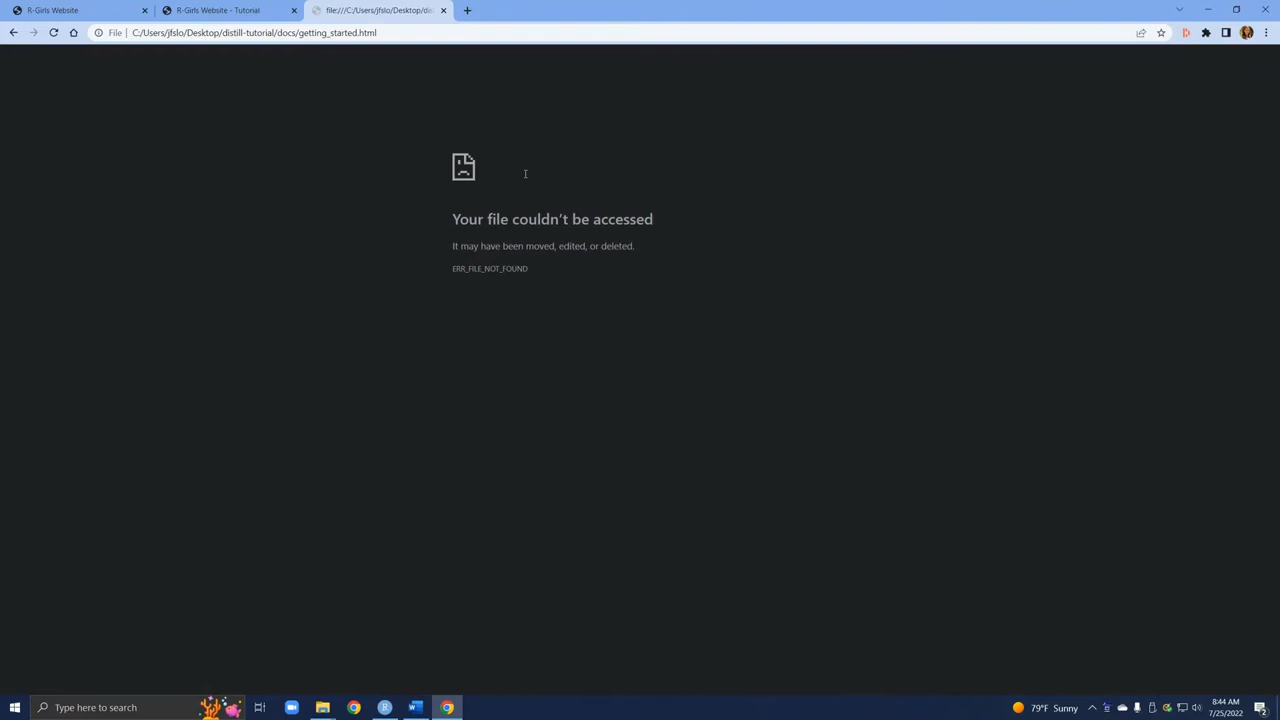 R-Girls Website
R-Girls Website - Tutorial
file:///C:/Users/jfslo/Desktop/dis
File
C:/Users/jfslo/Desktop/distill-tutorial/docs/getting_started.html
Your file couldn't be accessed
It may have been moved, edited, or deleted.
ERR_FILE_NOT_FOUND
Type here to search
79°F Sunny
8:44 AM
7/25/2022
2